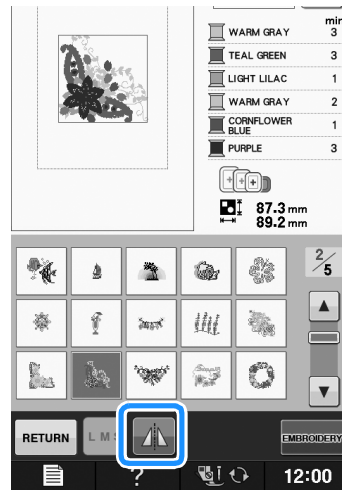 min
WARM GRAY 3
TEAL GREEN 3
LIGHT LILAC 1
WARM GRAY 2
CORNFLOWER
BLUE 1
PURPLE 3
87.3 mm
89.2 mm
2/5
RETURN L M S EMBROIDERY
? 12:00